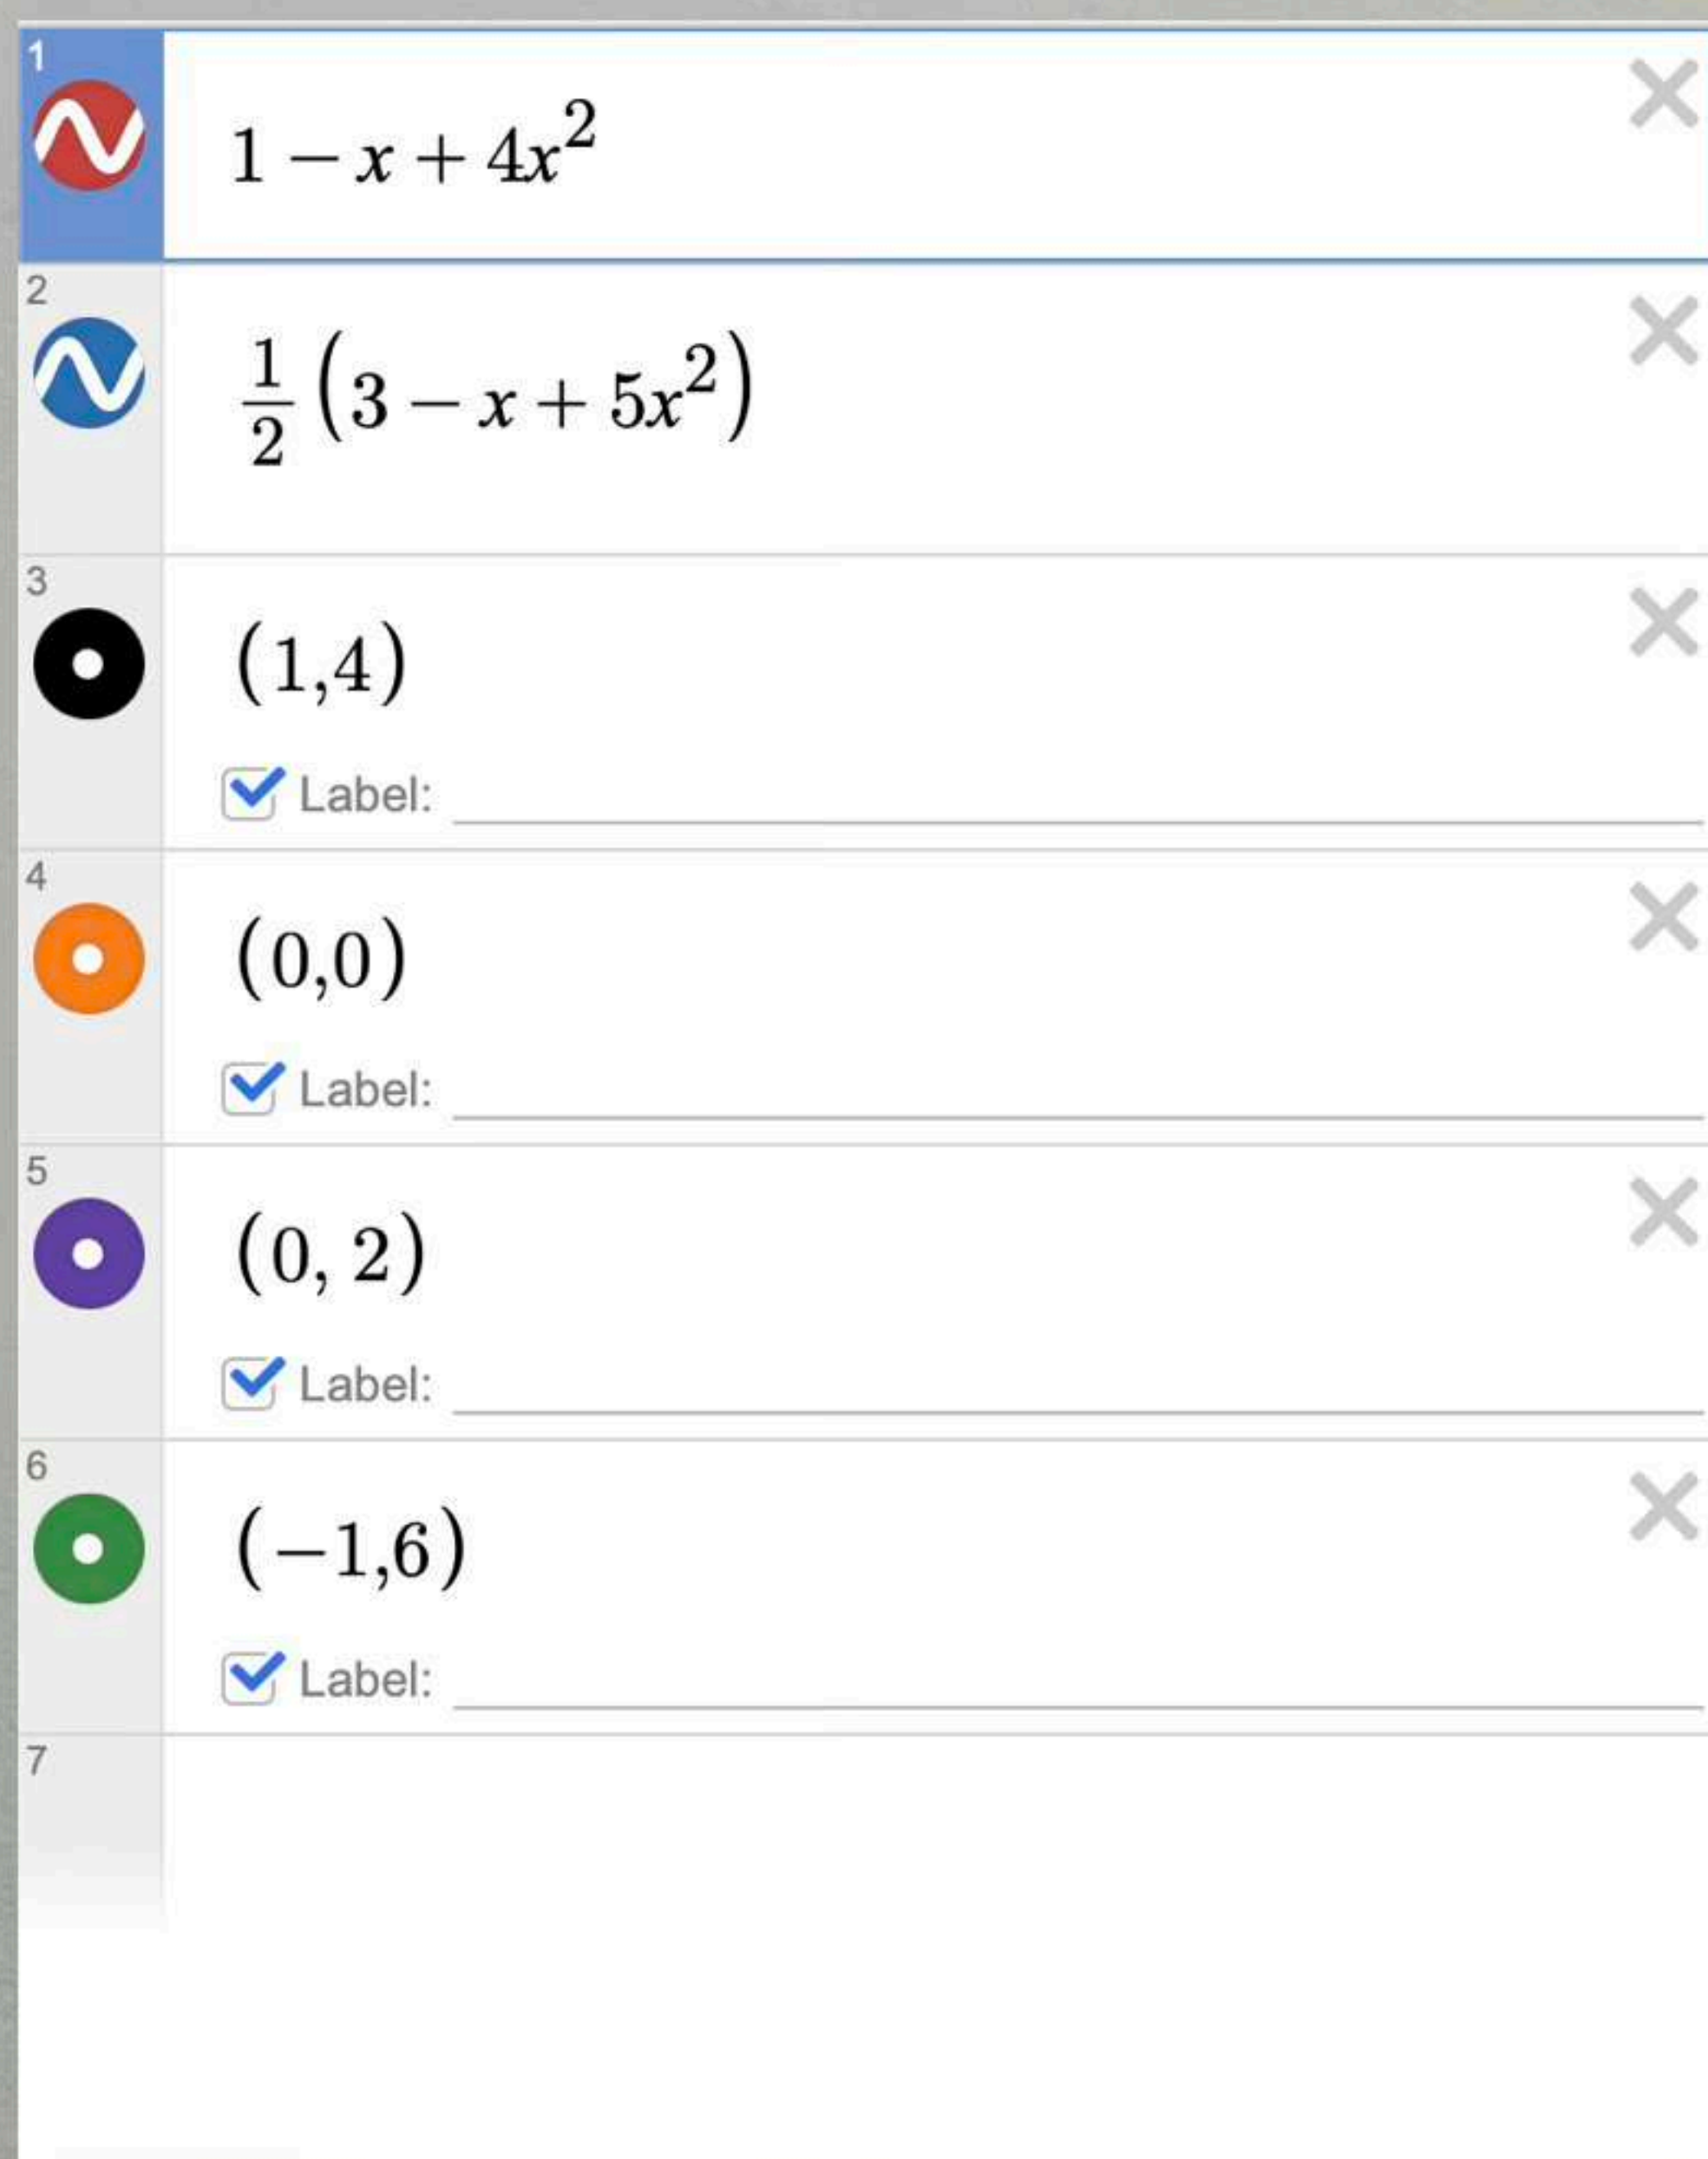 1
1 − x + 4x²
2
1/2 (3 − x + 5x²)
3
(1,4)
Label:
4
(0,0)
Label:
5
(0, 2)
Label:
6
(−1,6)
Label:
7